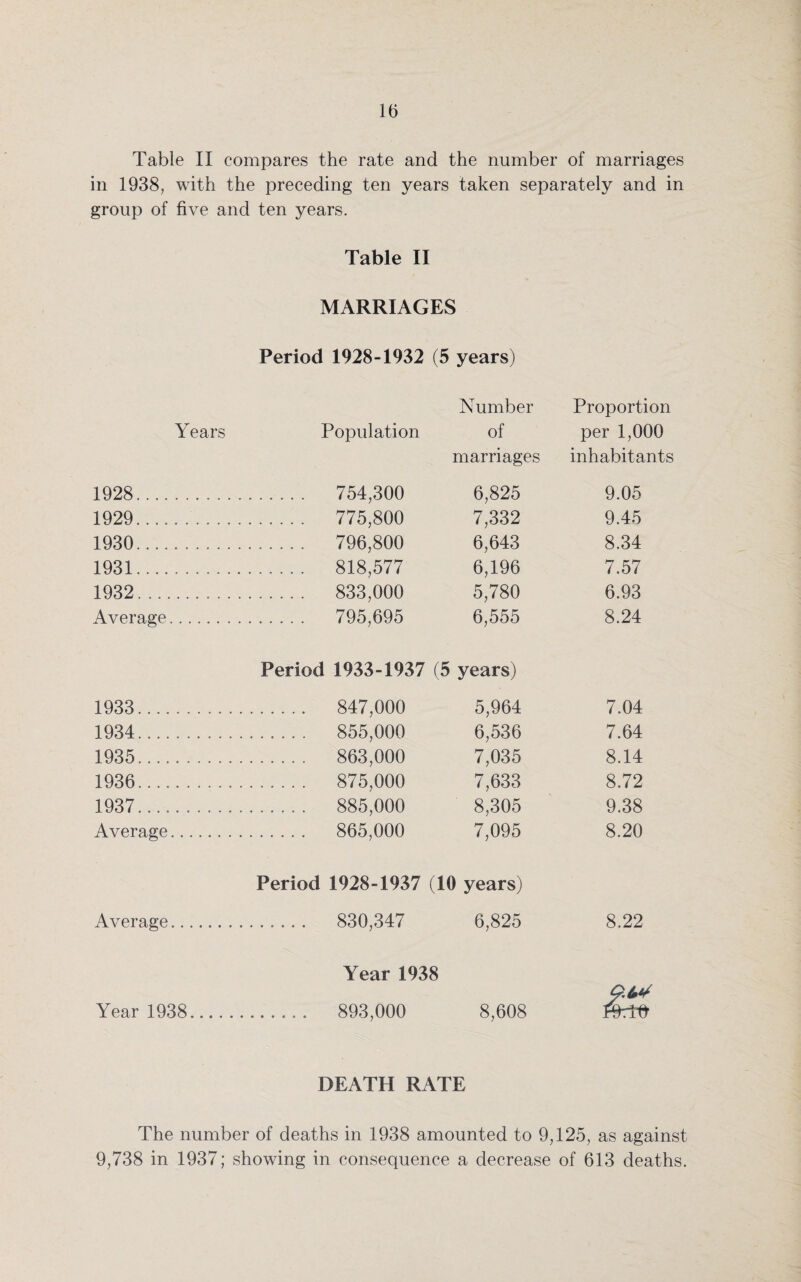 16
Table II compares the rate and the number of marriages
in 1938, with the preceding ten years taken separately and in
group of five and ten years.
Table II
MARRIAGES
Period 1928-1932 (5 years)
Number Proportion
Years Population of per 1,000
marriages inhabitants
1928.................. 754,300 6,825 9.05
1929.................. 775,800 7,332 9.45
1930.................. 796,800 6,643 8.34
1931.................. 818,577 6,196 7.57
1932.................. 833,000 5,780 6.93
Average.............. 795,695 6,555 8.24
Period 1933-1937 (5 years)
1933.................. 847,000 5,964 7.04
1934.................. 855,000 6,536 7.64
1935.................. 863,000 7,035 8.14
1936.................. 875,000 7,633 8.72
1937.................. 885,000 8,305 9.38
Average.............. 865,000 7,095 8.20
Period 1928-1937 (10 years)
Average.............. 830,347 6,825 8.22
Year 1938
9.64
Year 1938............ 893,000 8,608
DEATH RATE
The number of deaths in 1938 amounted to 9,125, as against
9,738 in 1937; showing in consequence a decrease of 613 deaths.